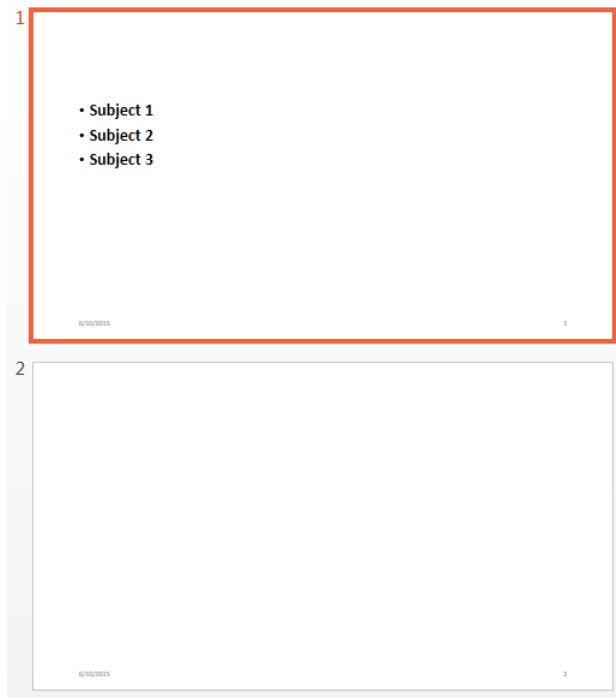 1
• Subject 1
• Subject 2
• Subject 3
6/10/2015 1
2
6/10/2015 2